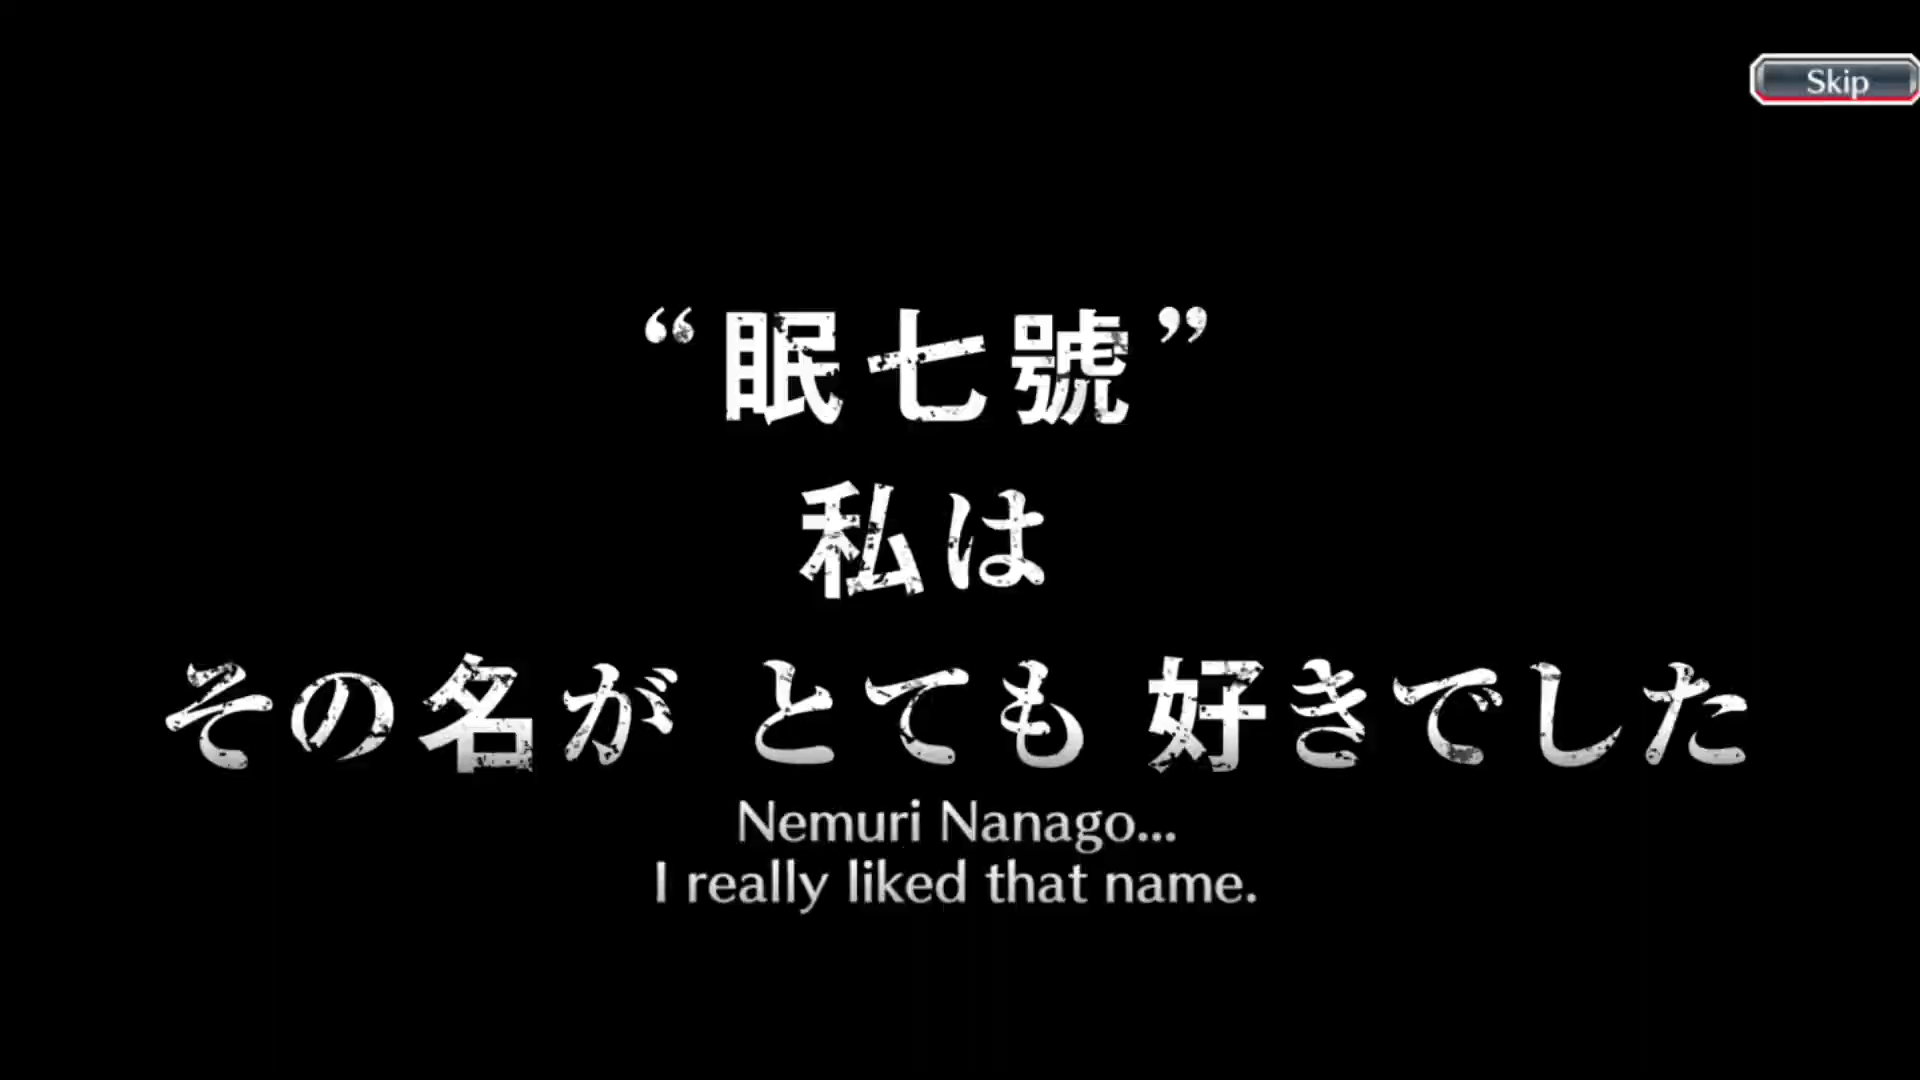 Skip
“眠七號”
私は
その名が とても 好きでした
Nemuri Nanago...
I really liked that name.